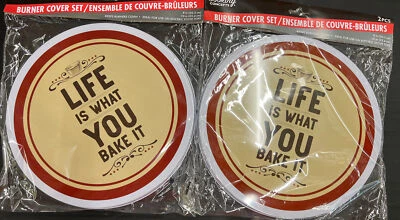 BURNER COVER SET / ENSEMBLE DE COUVRE-BRÛLEURS
LIFE
IS WHAT
YOU
BAKE IT
BURNER COVER SET / ENSEMBLE DE COUVRE-BRÛLEURS
2PCS
LIFE
IS WHAT
YOU
BAKE IT